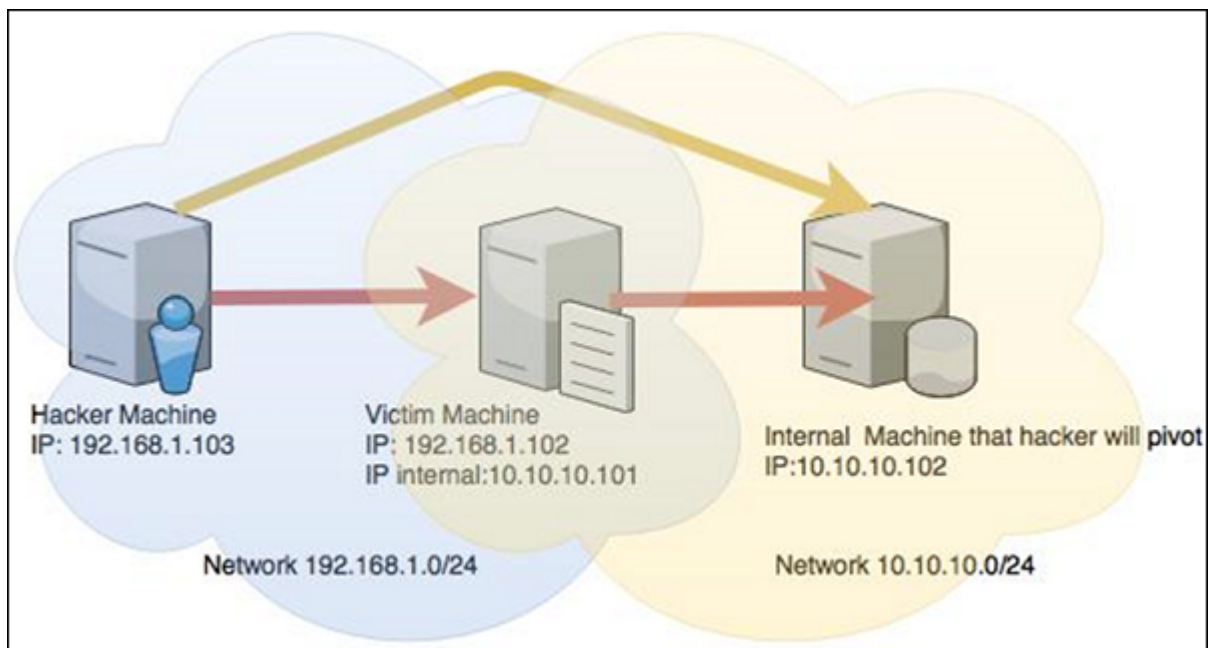 Hacker Machine
IP: 192.168.1.103
Victim Machine
IP: 192.168.1.102
IP internal:10.10.10.101
Internal Machine that hacker will pivot
IP:10.10.10.102
Network 192.168.1.0/24
Network 10.10.10.0/24